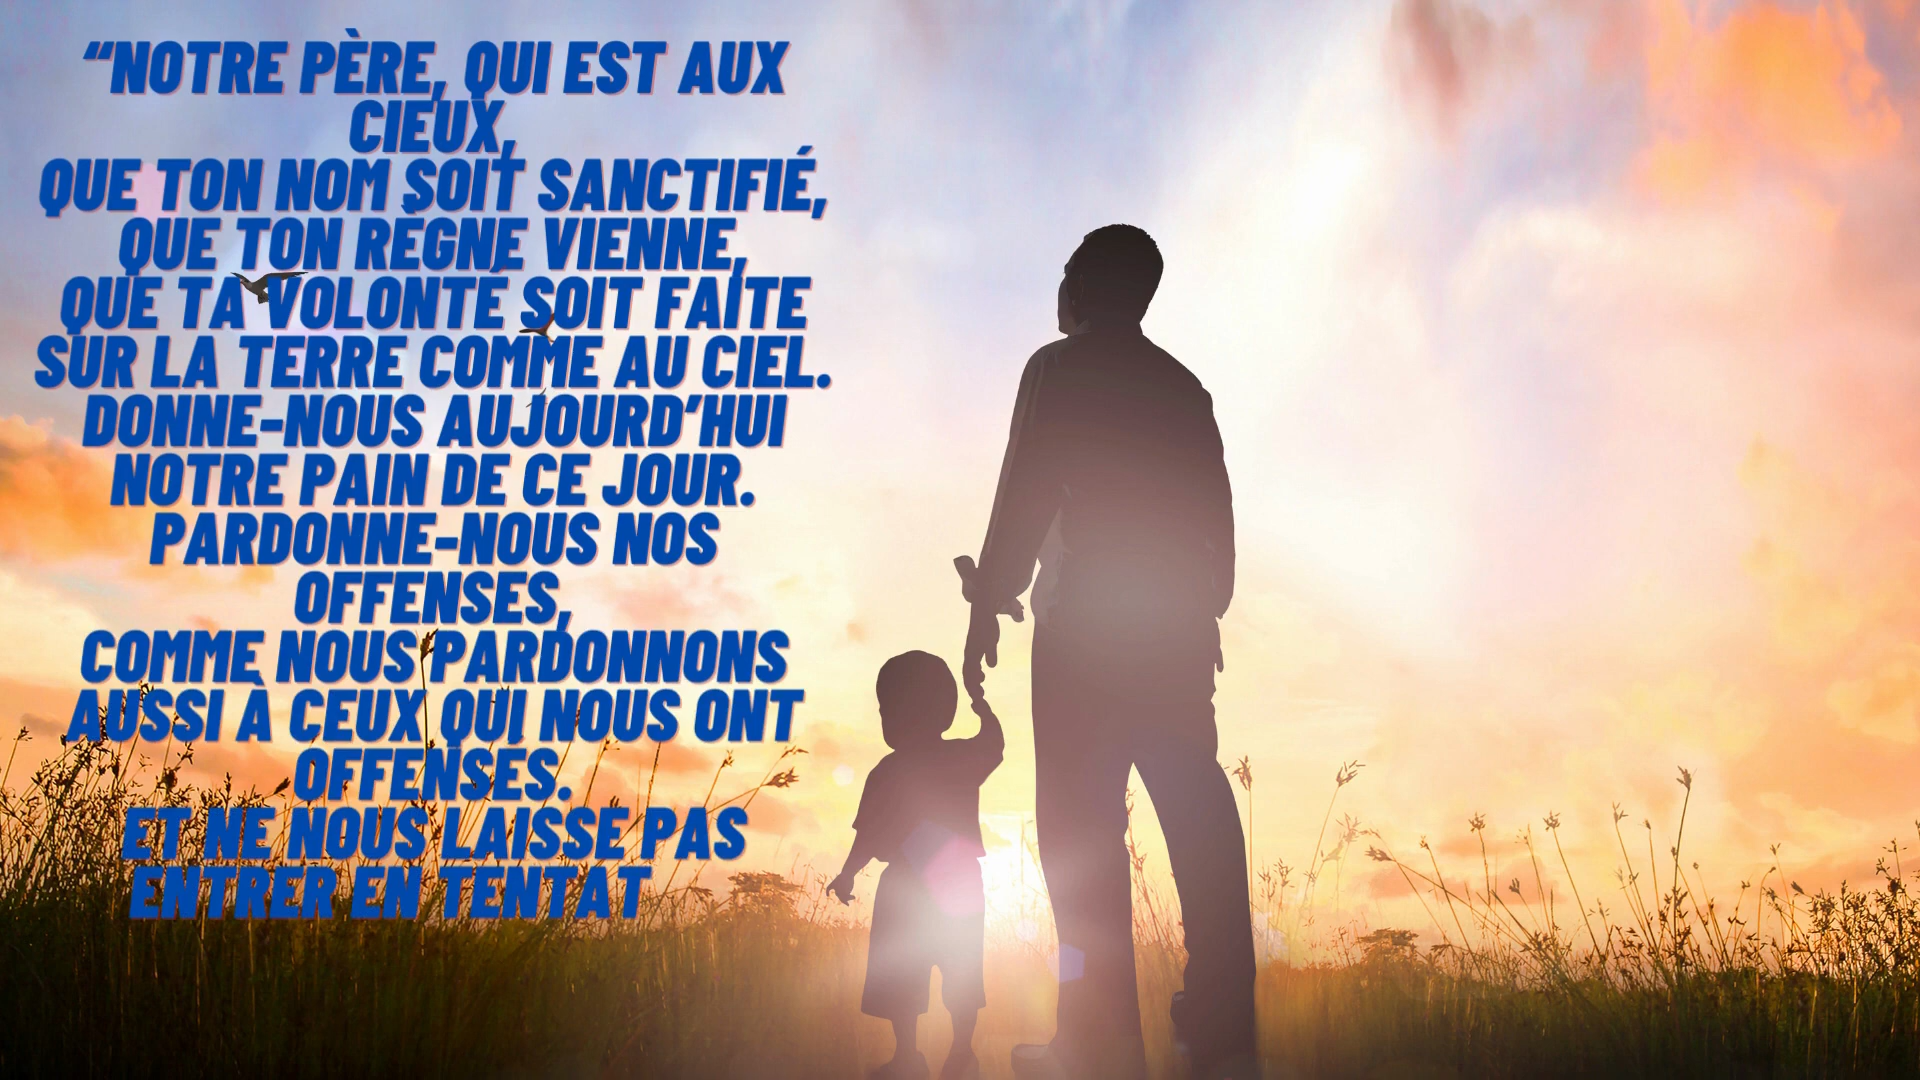 “NOTRE PÈRE, QUI EST AUX
CIEUX,
QUE TON NOM SOIT SANCTIFIÉ,
QUE TON RÈGNE VIENNE,
QUE TA VOLONTÉ SOIT FAITE
SUR LA TERRE COMME AU CIEL.
DONNE-NOUS AUJOURD’HUI
NOTRE PAIN DE CE JOUR.
PARDONNE-NOUS NOS
OFFENSES,
COMME NOUS PARDONNONS
AUSSI À CEUX QUI NOUS ONT
OFFENSÉS.
ET NE NOUS LAISSE PAS
ENTRER EN TENTAT